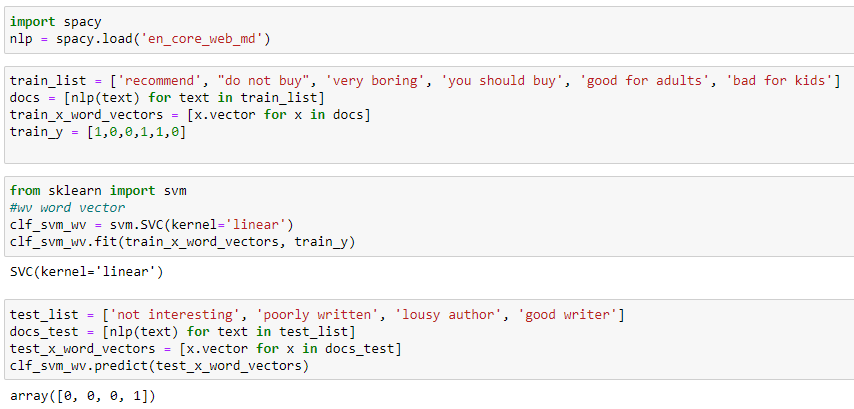 import spacy
nlp = spacy.load('en_core_web_md')
train_list = ['recommend', "do not buy", 'very boring', 'you should buy', 'good for adults', 'bad for kids']
docs = [nlp(text) for text in train_list]
train_x_word_vectors = [x.vector for x in docs]
train_y = [1,0,0,1,1,0]
from sklearn import svm
#wv word vector
clf_svm_wv = svm.SVC(kernel='linear')
clf_svm_wv.fit(train_x_word_vectors, train_y)
SVC(kernel='linear')
test_list = ['not interesting', 'poorly written', 'lousy author', 'good writer']
docs_test = [nlp(text) for text in test_list]
test_x_word_vectors = [x.vector for x in docs_test]
clf_svm_wv.predict(test_x_word_vectors)
array([0, 0, 0, 1])